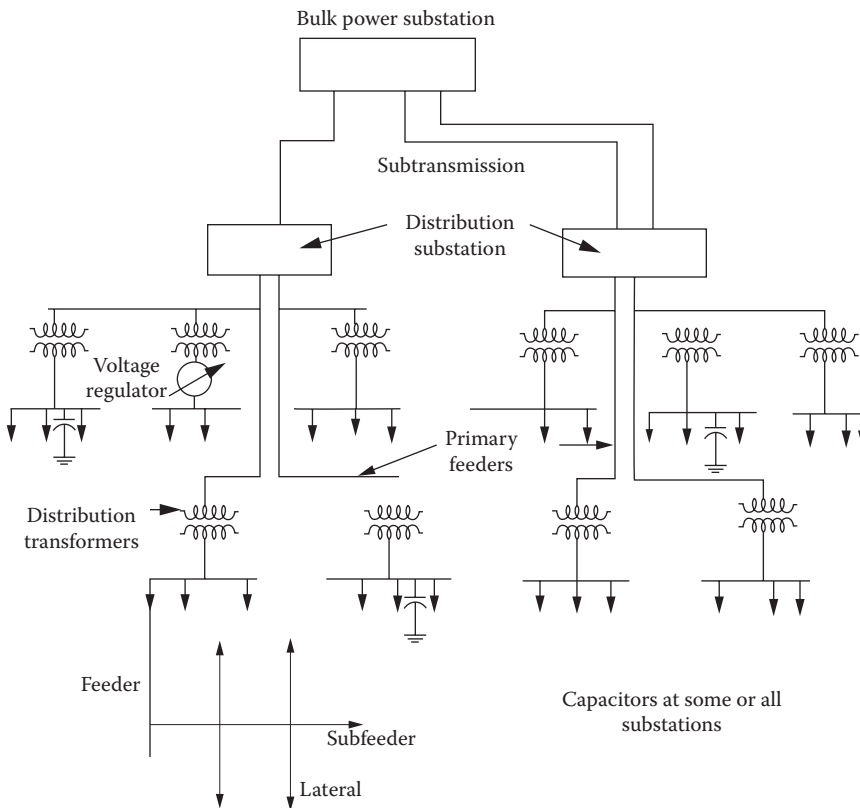 Bulk power substation
Subtransmission
Distribution
substation
Voltage
regulator
Primary
feeders
Distribution
transformers
Feeder
Subfeeder
Lateral
Capacitors at some or all
substations